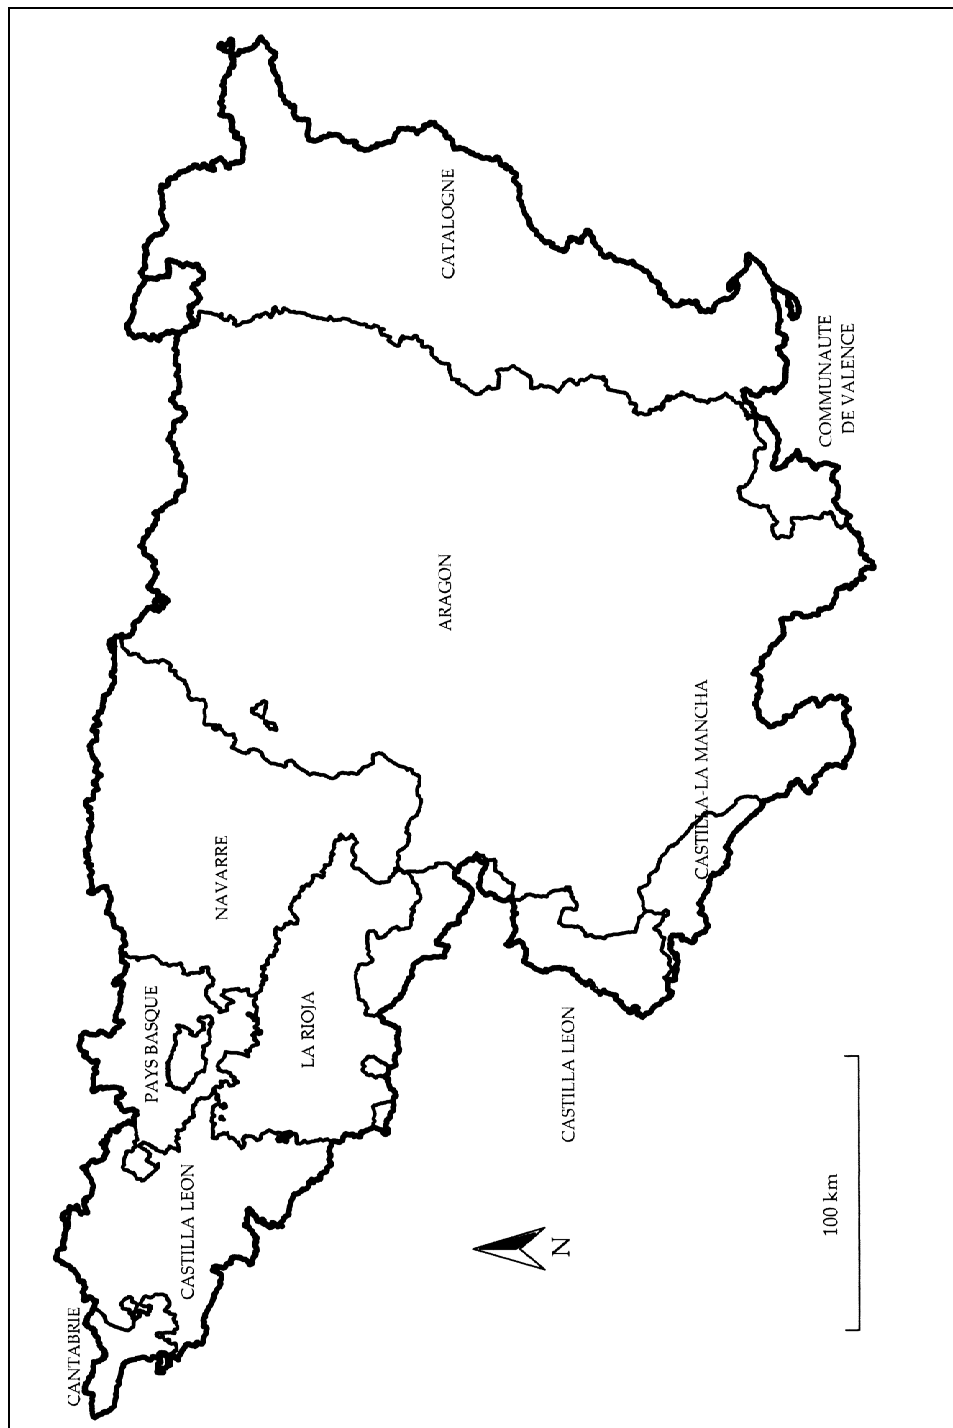 CANTABRIE
CASTILLA LEON
PAYS BASQUE
NAVARRE
LA RIOJA
ARAGON
CATALOGNE
CASTILLA LEON
CASTILLA-LA MANCHA
COMMUNAUTE
DE VALENCE
N
100 km